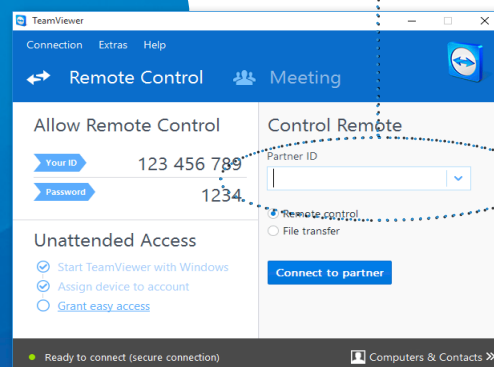 TeamViewer
Connection Extras Help
Remote Control Meeting
Allow Remote Control
Your ID 123 456 789
Password 1234
Unattended Access
Start TeamViewer with Windows
Assign device to account
Grant easy access
Control Remote
Partner ID
Remote control
File transfer
Connect to partner
Ready to connect (secure connection) Computers & Contacts